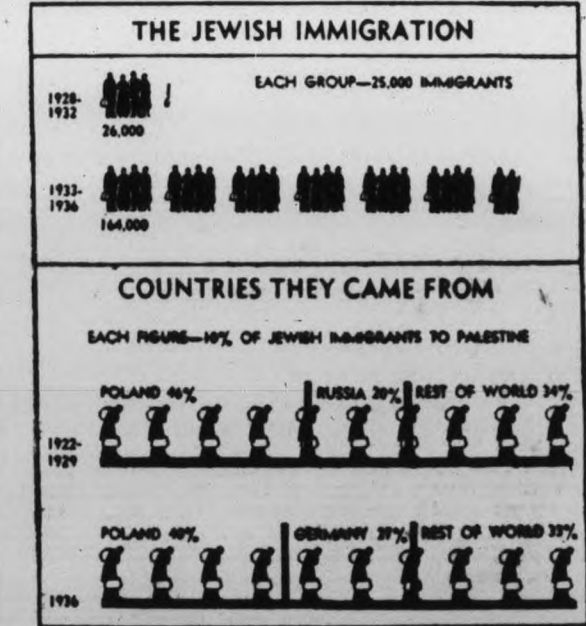 THE JEWISH IMMIGRATION
EACH GROUP—25,000 IMMIGRANTS
1928-
1932
26,000
1933-
1936
164,000
COUNTRIES THEY CAME FROM
EACH FIGURE—10% OF JEWISH IMMIGRANTS TO PALESTINE
POLAND 46% RUSSIA 20% REST OF WORLD 34%
1922-
1929
POLAND 40% GERMANY 27% REST OF WORLD 33%
1936